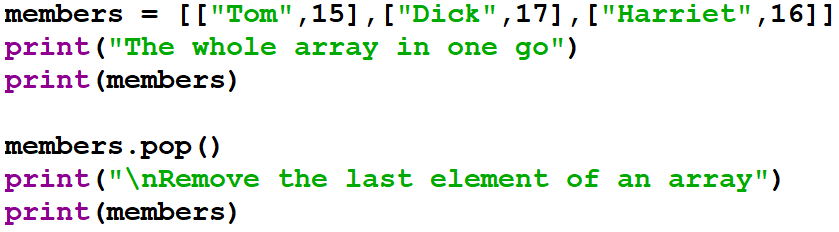 members = [["Tom",15],["Dick",17],["Harriet",16]]
print("The whole array in one go")
print(members)
members.pop()
print("\nRemove the last element of an array")
print(members)